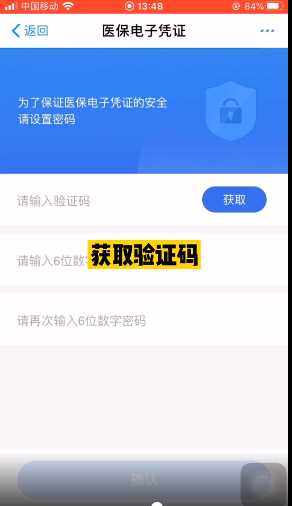 中国移动 13:48 84%
返回 医保电子凭证 ...
为了保证医保电子凭证的安全
请设置密码
请输入验证码 获取
请输入6位数
获取验证码
请再次输入6位数字密码
确认